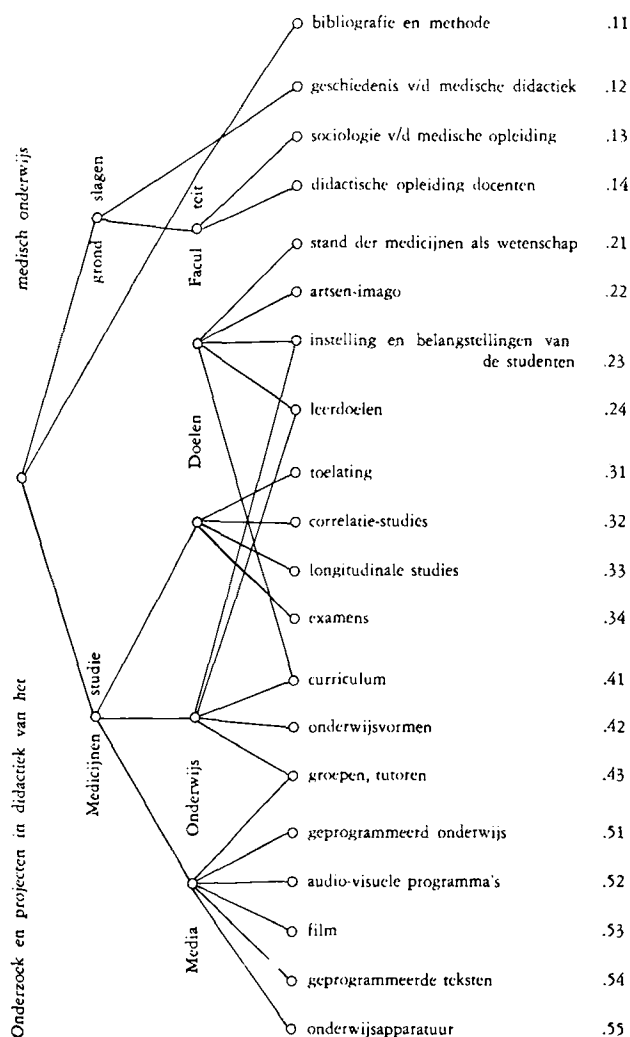 bibliografie en methode .11
geschiedenis v/d medische didactiek .12
sociologie v/d medische opleiding .13
didactische opleiding docenten .14
stand der medicijnen als wetenschap .21
artsen-imago .22
instelling en belangstellingen van
de studenten .23
leerdoelen .24
toelating .31
correlatie-studies .32
longitudinale studies .33
examens .34
curriculum .41
onderwijsvormen .42
groepen, tutoren .43
geprogrammeerd onderwijs .51
audio-visuele programma's .52
film .53
geprogrammeerde teksten .54
onderwijsapparatuur .55
Onderzoek en projecten in didactiek van het medisch onderwijs
grond slagen
Medicijnen studie
Facul teit
Doelen
Onderwijs
Media